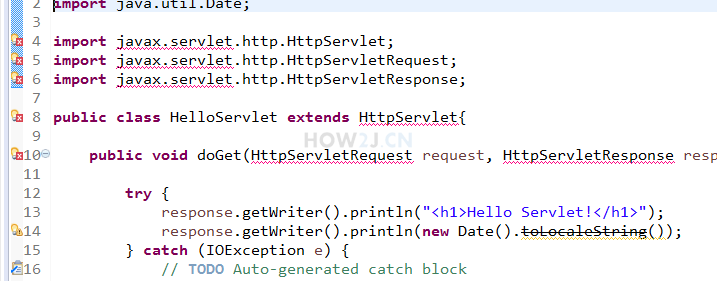 2 import java.util.Date;
4 import javax.servlet.http.HttpServlet;
5 import javax.servlet.http.HttpServletRequest;
6 import javax.servlet.http.HttpServletResponse;
7
8 public class HelloServlet extends HttpServlet{
9
HOW2J.CN
10 public void doGet(HttpServletRequest request, HttpServletResponse resp
11
12 try {
13 response.getWriter().println("<h1>Hello Servlet!</h1>");
14 response.getWriter().println(new Date().toLocaleString());
15 } catch (IOException e) {
16 // TODO Auto-generated catch block